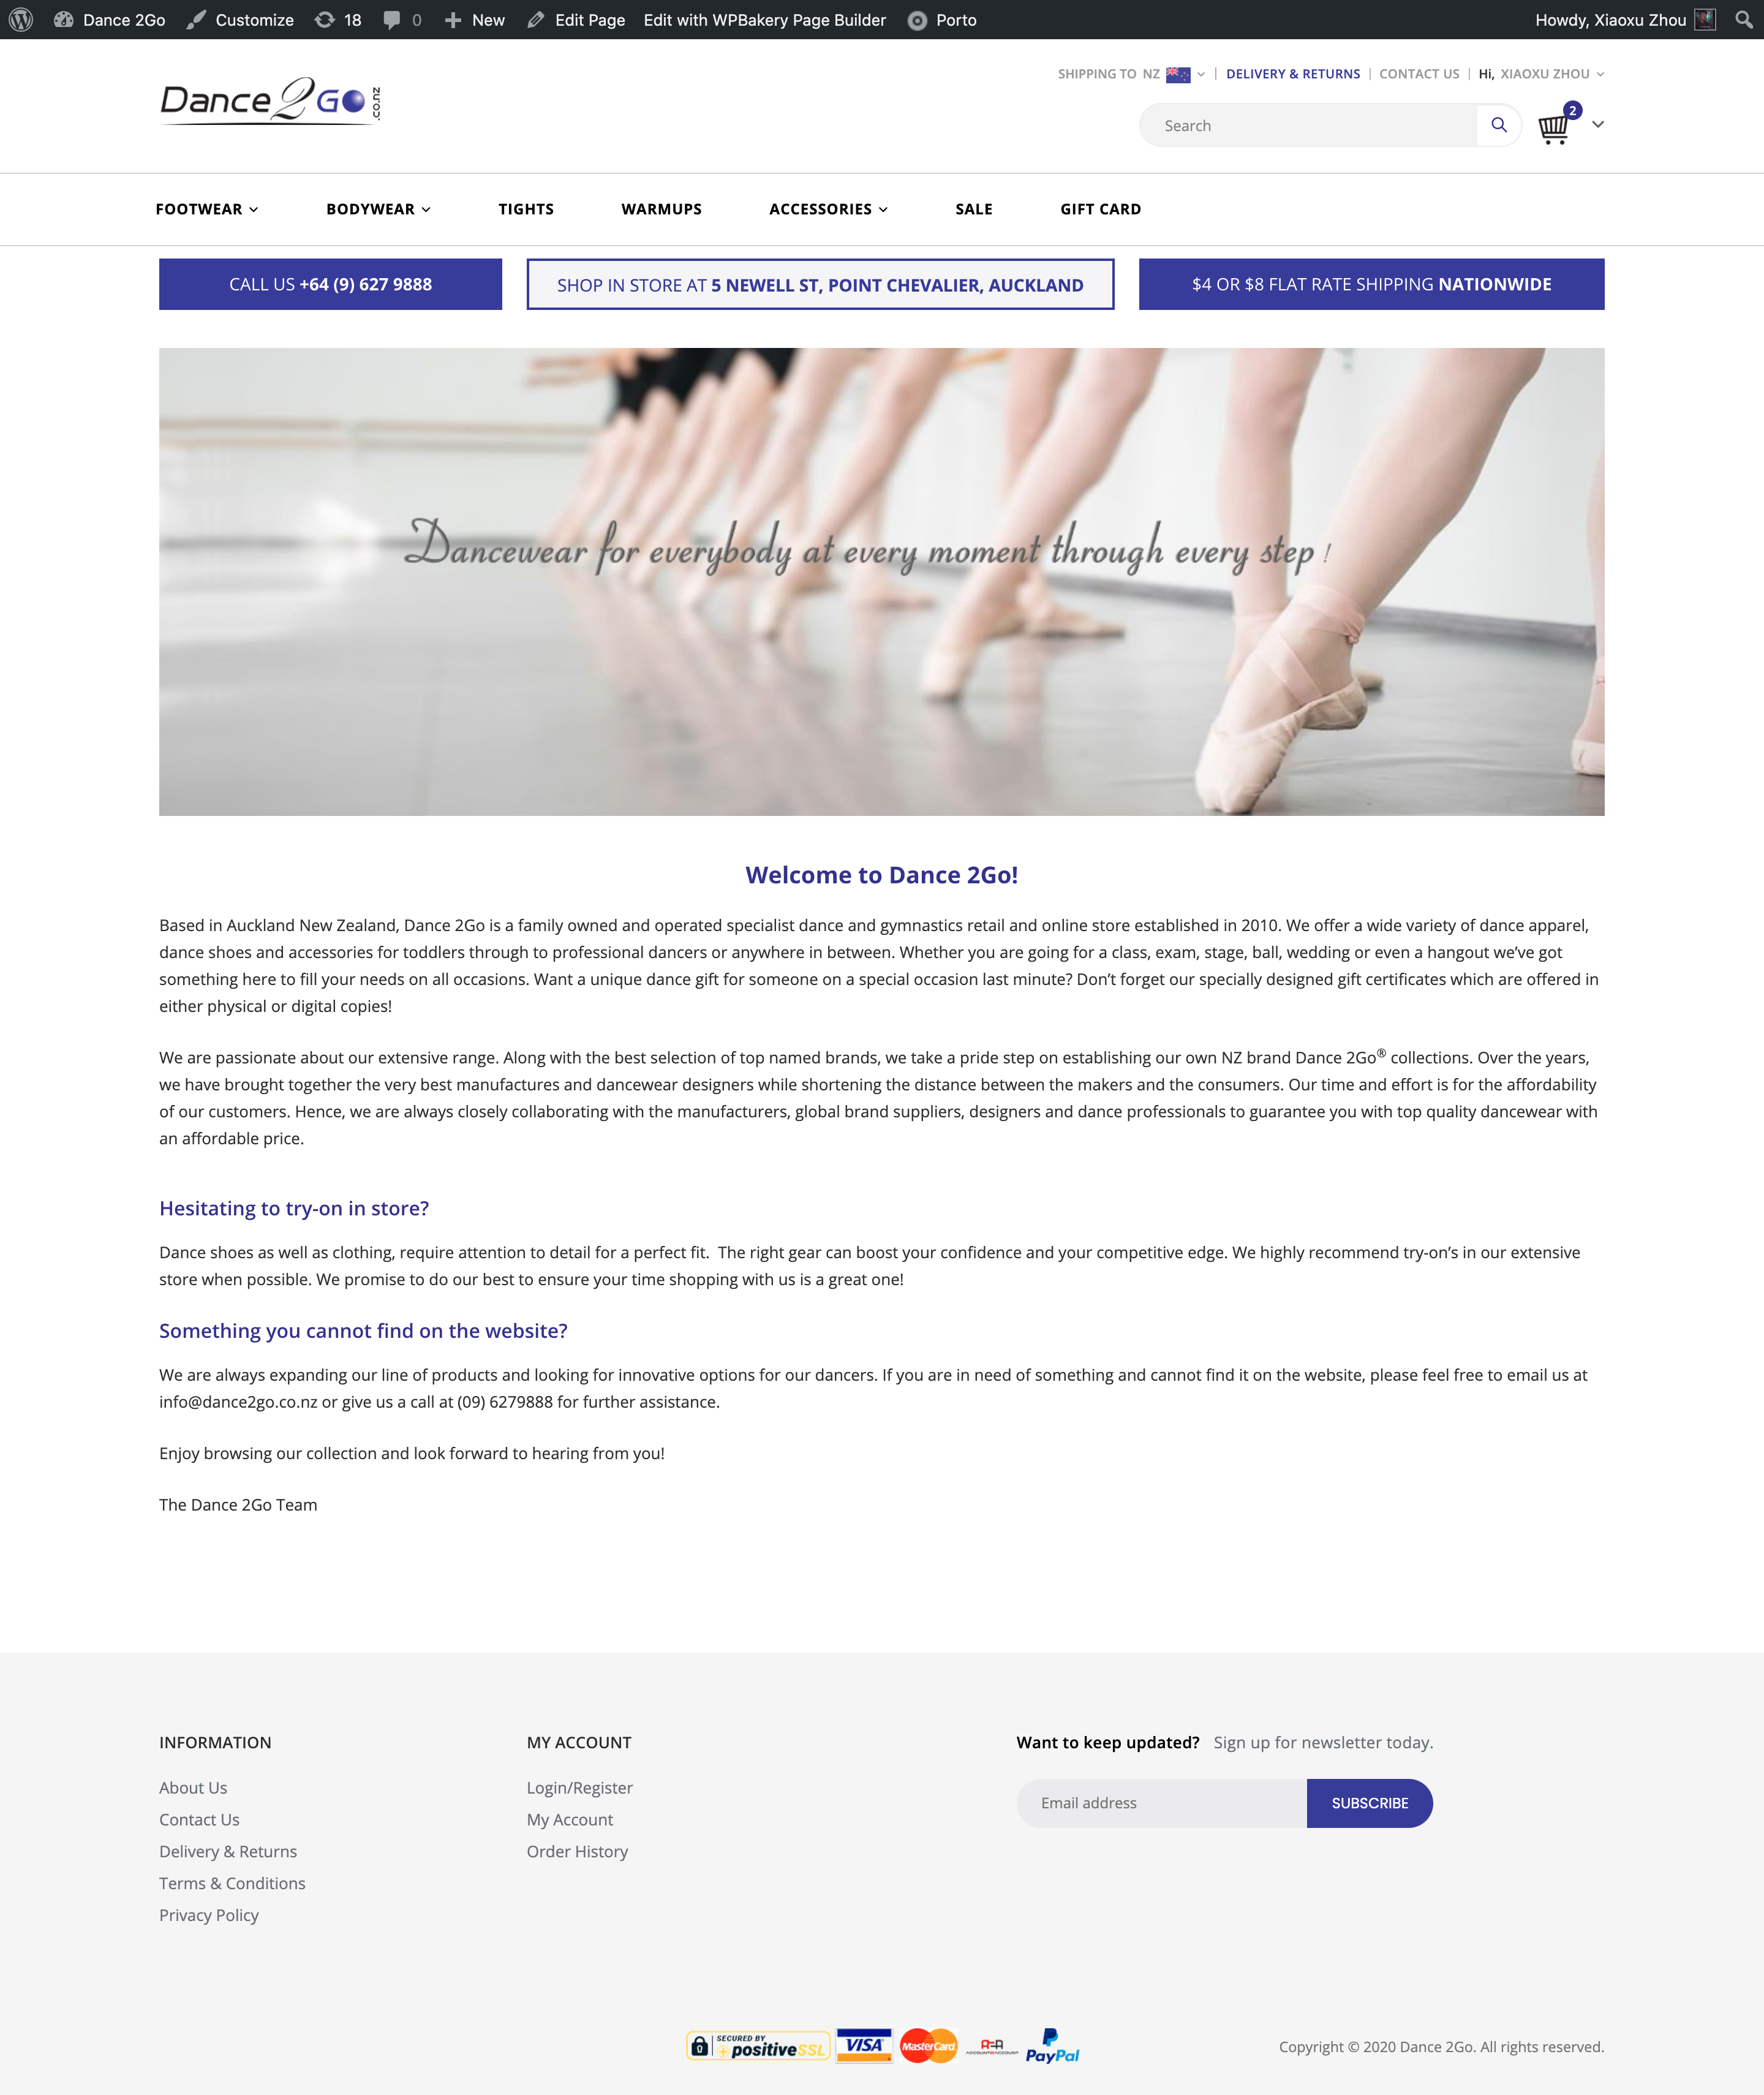 Dance 2Go Customize 18 0 New Edit Page Edit with WPBakery Page Builder Porto Howdy, Xiaoxu Zhou
SHIPPING TO NZ | DELIVERY & RETURNS | CONTACT US | Hi, XIAOXU ZHOU
Dance 2GO .co.nz
Search
2
FOOTWEAR BODYWEAR TIGHTS WARMUPS ACCESSORIES SALE GIFT CARD
CALL US +64 (9) 627 9888
SHOP IN STORE AT 5 NEWELL ST, POINT CHEVALIER, AUCKLAND
$4 OR $8 FLAT RATE SHIPPING NATIONWIDE
Dancewear for everybody at every moment through every step !
Welcome to Dance 2Go!
Based in Auckland New Zealand, Dance 2Go is a family owned and operated specialist dance and gymnastics retail and online store established in 2010. We offer a wide variety of dance apparel,
dance shoes and accessories for toddlers through to professional dancers or anywhere in between. Whether you are going for a class, exam, stage, ball, wedding or even a hangout we’ve got
something here to fill your needs on all occasions. Want a unique dance gift for someone on a special occasion last minute? Don’t forget our specially designed gift certificates which are offered in
either physical or digital copies!
We are passionate about our extensive range. Along with the best selection of top named brands, we take a pride step on establishing our own NZ brand Dance 2Go® collections. Over the years,
we have brought together the very best manufactures and dancewear designers while shortening the distance between the makers and the consumers. Our time and effort is for the affordability
of our customers. Hence, we are always closely collaborating with the manufacturers, global brand suppliers, designers and dance professionals to guarantee you with top quality dancewear with
an affordable price.
Hesitating to try-on in store?
Dance shoes as well as clothing, require attention to detail for a perfect fit.  The right gear can boost your confidence and your competitive edge. We highly recommend try-on’s in our extensive
store when possible. We promise to do our best to ensure your time shopping with us is a great one!
Something you cannot find on the website?
We are always expanding our line of products and looking for innovative options for our dancers. If you are in need of something and cannot find it on the website, please feel free to email us at
info@dance2go.co.nz or give us a call at (09) 6279888 for further assistance.
Enjoy browsing our collection and look forward to hearing from you!
The Dance 2Go Team
INFORMATION
About Us
Contact Us
Delivery & Returns
Terms & Conditions
Privacy Policy
MY ACCOUNT
Login/Register
My Account
Order History
Want to keep updated? Sign up for newsletter today.
Email address
SUBSCRIBE
SECURED BY
positiveSSL
VISA
MasterCard
A2A
ACCOUNT2ACCOUNT
PayPal
Copyright © 2020 Dance 2Go. All rights reserved.